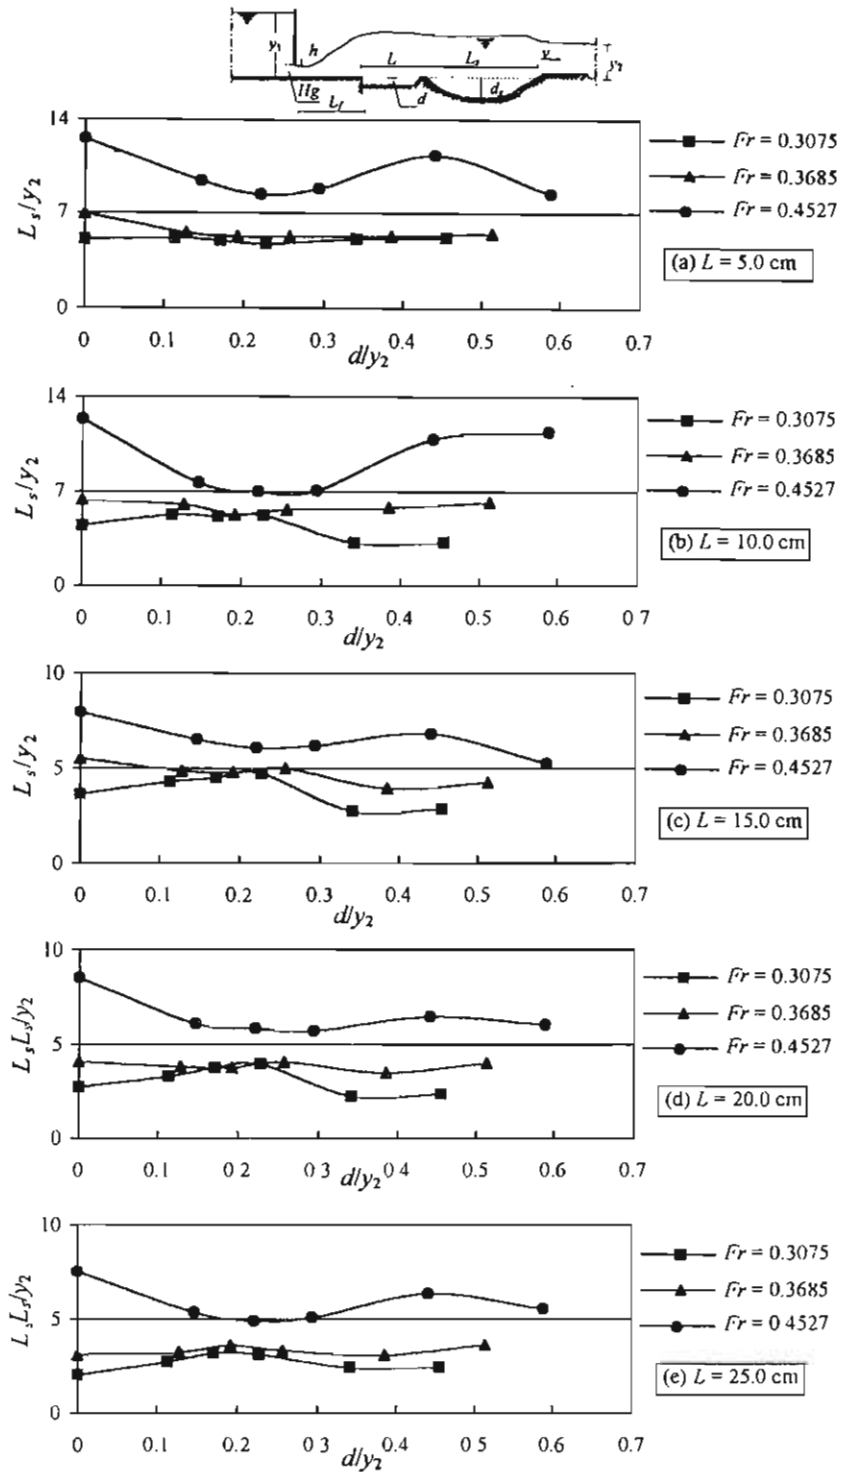 y₁ h L Lₛ y y₂
Hg d dₛ
L_f
14
7
0
Lₛ/y₂
0 0.1 0.2 0.3 0.4 0.5 0.6 0.7
d/y₂
Fr = 0.3075
Fr = 0.3685
Fr = 0.4527
(a) L = 5.0 cm
14
7
0
Lₛ/y₂
0 0.1 0.2 0.3 0.4 0.5 0.6 0.7
d/y₂
Fr = 0.3075
Fr = 0.3685
Fr = 0.4527
(b) L = 10.0 cm
10
5
0
Lₛ/y₂
0 0.1 0.2 0.3 0.4 0.5 0.6 0.7
d/y₂
Fr = 0.3075
Fr = 0.3685
Fr = 0.4527
(c) L = 15.0 cm
10
5
0
LₛLₛ/y₂
0 0.1 0 2 0 3 0 4 0.5 0.6 0.7
d/y₂
Fr = 0.3075
Fr = 0.3685
Fr = 0.4527
(d) L = 20.0 cm
10
5
0
LₛLₛ/y₂
0 0.1 0.2 0.3 0.4 0.5 0.6 0.7
d/y₂
Fr = 0.3075
Fr = 0.3685
Fr = 0 4527
(e) L = 25.0 cm